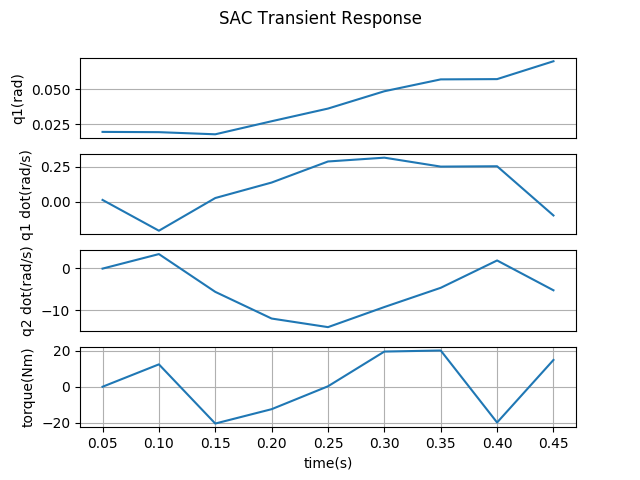 SAC Transient Response
q1(rad)
0.050
0.025
q1 dot(rad/s)
0.25
0.00
q2 dot(rad/s)
0
−10
torque(Nm)
20
0
−20
0.05 0.10 0.15 0.20 0.25 0.30 0.35 0.40 0.45
time(s)